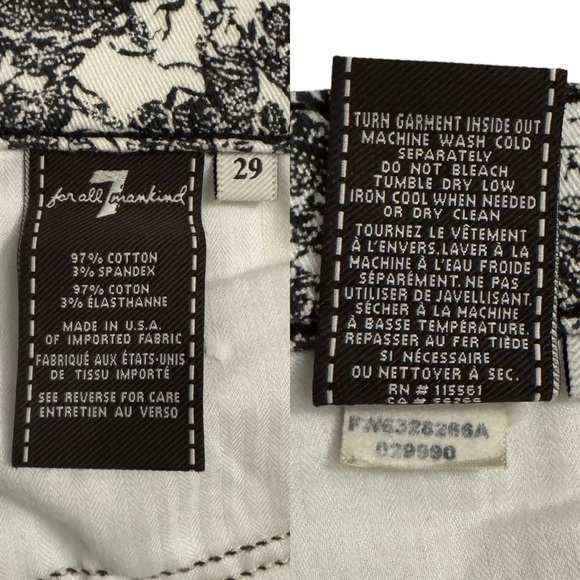 7
for all mankind
29
97% COTTON
3% SPANDEX
97% COTON
3% ÉLASTHANNE
MADE IN U.S.A.
OF IMPORTED FABRIC
FABRIQUÉ AUX ÉTATS-UNIS
DE TISSU IMPORTÉ
SEE REVERSE FOR CARE
ENTRETIEN AU VERSO
TURN GARMENT INSIDE OUT
MACHINE WASH COLD
SEPARATELY
DO NOT BLEACH
TUMBLE DRY LOW
IRON COOL WHEN NEEDED
OR DRY CLEAN
TOURNEZ LE VÊTEMENT
À L'ENVERS.LAVER À LA
MACHINE À L'EAU FROIDE
SÉPARÉMENT.NE PAS
UTILISER DE JAVELLISANT.
SÉCHER À LA MACHINE
À BASSE TEMPÉRATURE.
REPASSER AU FER TIÈDE
SI NÉCESSAIRE
OU NETTOYER À SEC.
RN # 115561
CA #
FW6328266A
029990